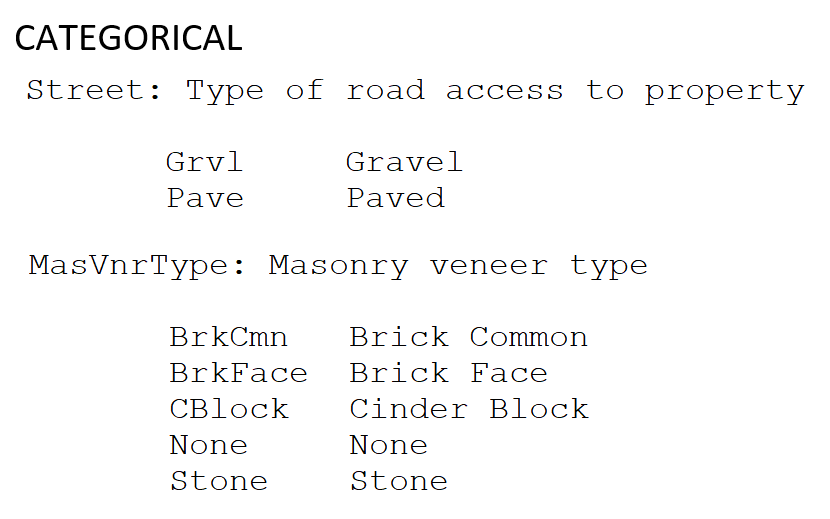 CATEGORICAL
Street: Type of road access to property
Grvl Gravel
Pave Paved
MasVnrType: Masonry veneer type
BrkCmn Brick Common
BrkFace Brick Face
CBlock Cinder Block
None None
Stone Stone